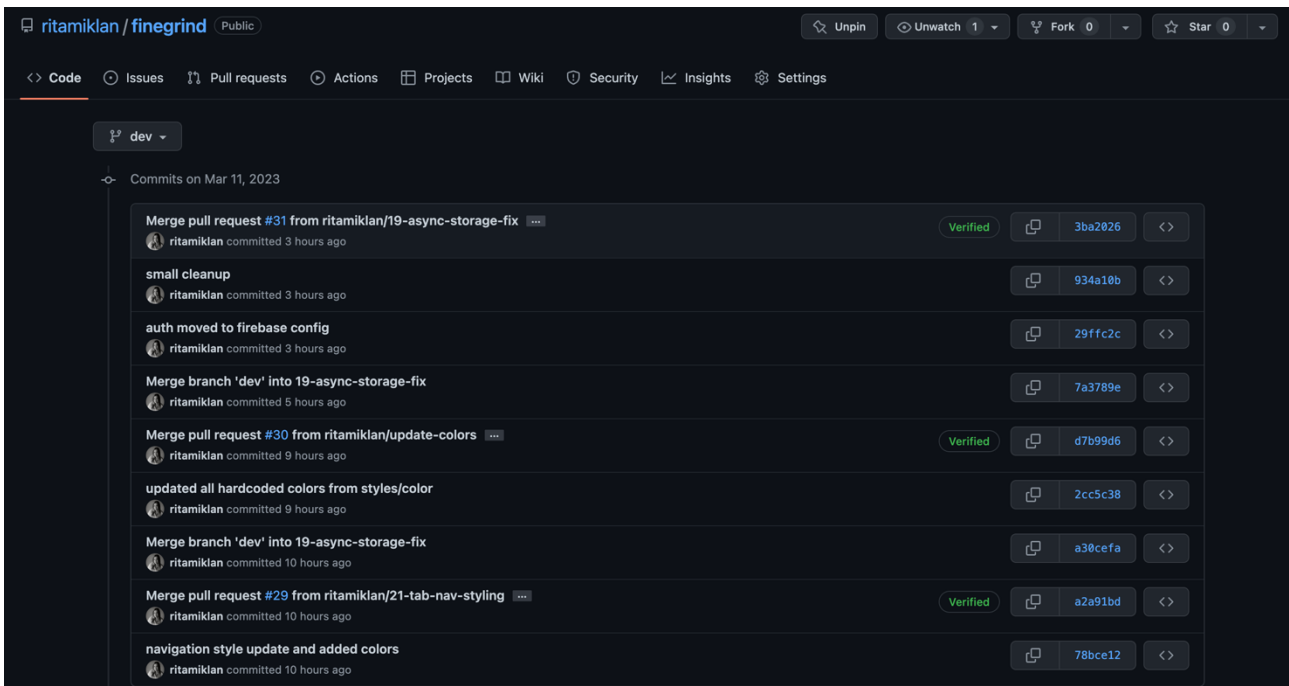 ritamiklan / finegrind Public
Unpin
Unwatch 1
Fork 0
Star 0
<> Code
Issues
Pull requests
Actions
Projects
Wiki
Security
Insights
Settings
dev
Commits on Mar 11, 2023
Merge pull request #31 from ritamiklan/19-async-storage-fix ...
ritamiklan committed 3 hours ago
Verified
3ba2026
<>
small cleanup
ritamiklan committed 3 hours ago
934a10b
<>
auth moved to firebase config
ritamiklan committed 3 hours ago
29ffc2c
<>
Merge branch 'dev' into 19-async-storage-fix
ritamiklan committed 5 hours ago
7a3789e
<>
Merge pull request #30 from ritamiklan/update-colors ...
ritamiklan committed 9 hours ago
Verified
d7b99d6
<>
updated all hardcoded colors from styles/color
ritamiklan committed 9 hours ago
2cc5c38
<>
Merge branch 'dev' into 19-async-storage-fix
ritamiklan committed 10 hours ago
a30cefa
<>
Merge pull request #29 from ritamiklan/21-tab-nav-styling ...
ritamiklan committed 10 hours ago
Verified
a2a91bd
<>
navigation style update and added colors
ritamiklan committed 10 hours ago
78bce12
<>